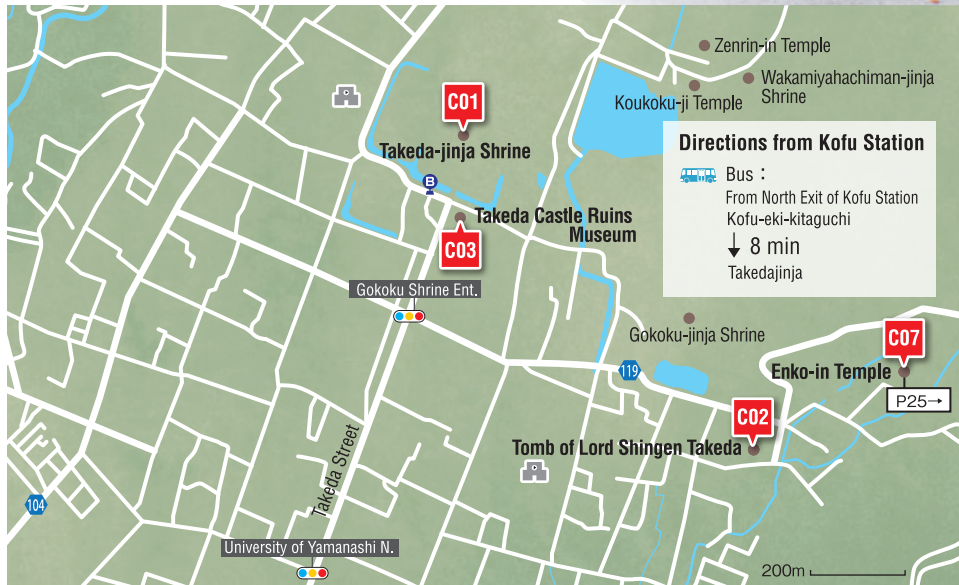 Zenrin-in Temple
Wakamiyahachiman-jinja
Shrine
Koukoku-ji Temple
C01
Takeda-jinja Shrine
Directions from Kofu Station
Bus :
From North Exit of Kofu Station
Kofu-eki-kitaguchi
↓ 8 min
Takedajinja
B
Takeda Castle Ruins
Museum
C03
Gokoku Shrine Ent.
Gokoku-jinja Shrine
C07
Enko-in Temple
P25→
119
C02
Tomb of Lord Shingen Takeda
Takeda Street
104
University of Yamanashi N.
200m